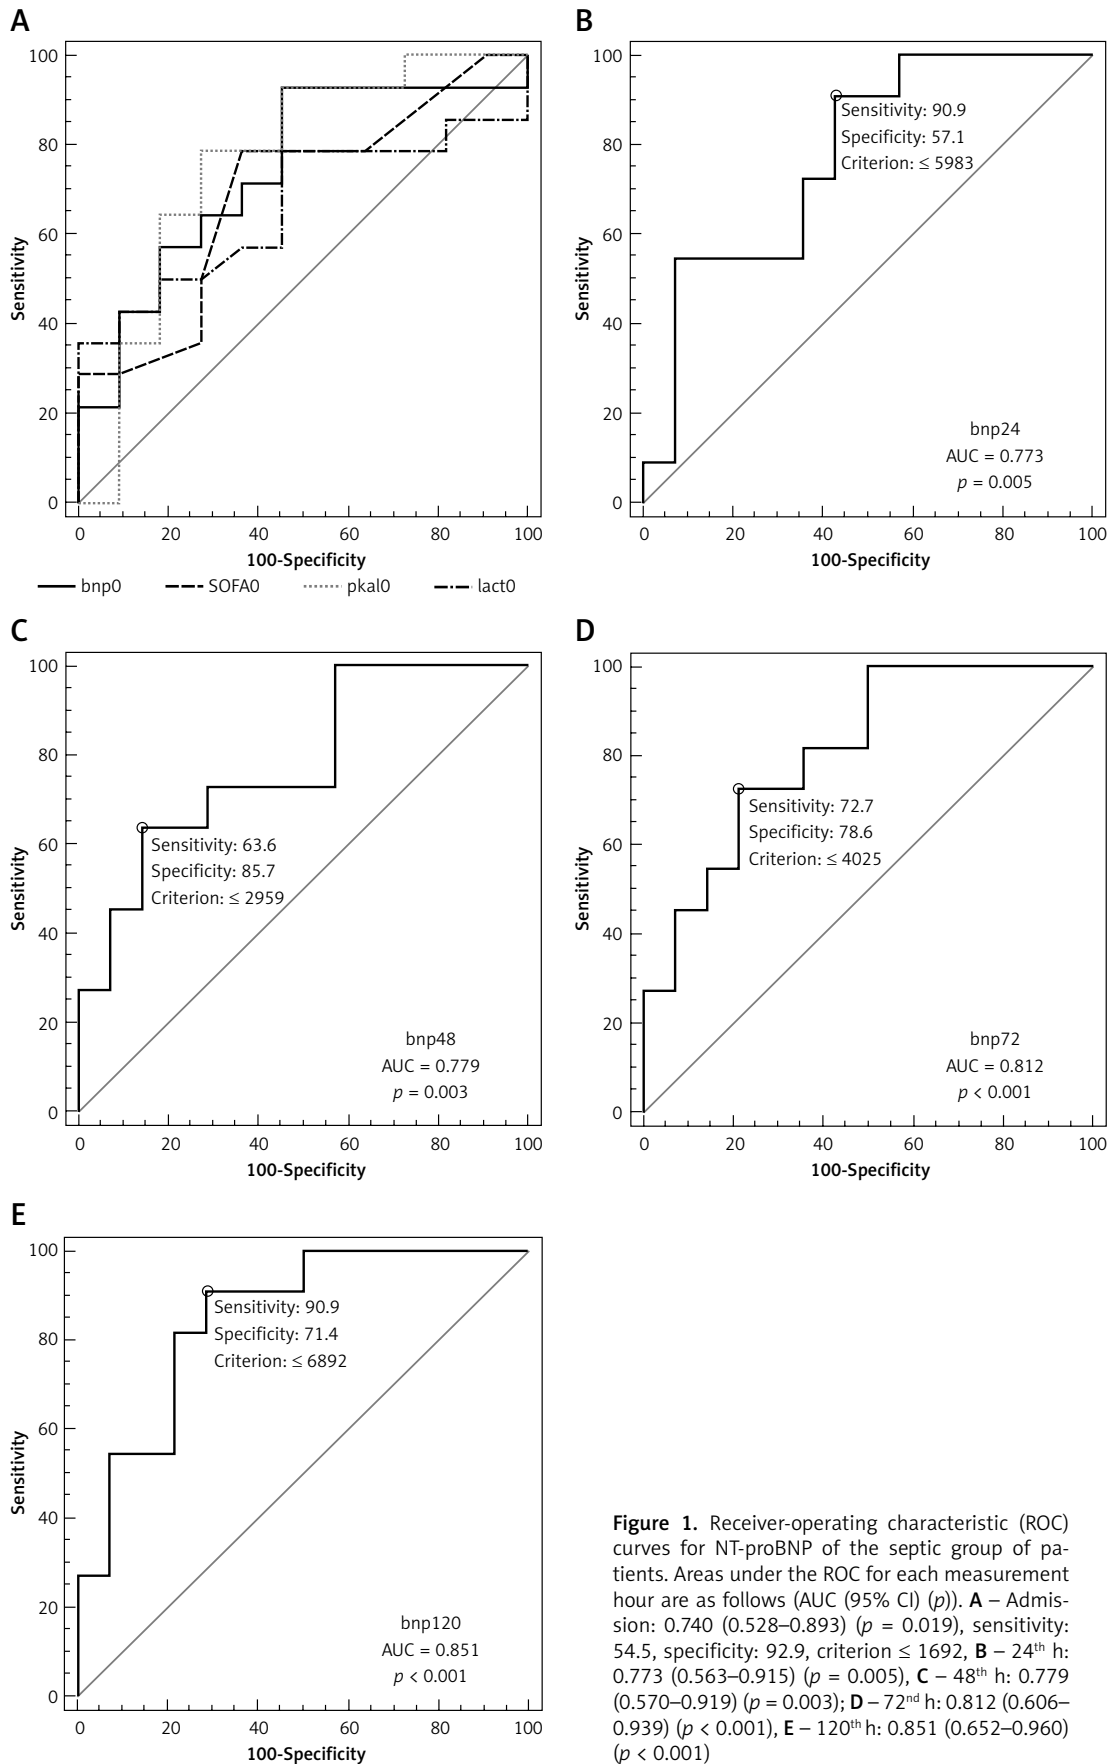 A
100
80
60
40
20
0
Sensitivity
0 20 40 60 80 100
100-Specificity
bnp0 SOFA0 pkal0 lact0
B
100
80
60
40
20
0
Sensitivity
Sensitivity: 90.9
Specificity: 57.1
Criterion: ≤ 5983
bnp24
AUC = 0.773
p = 0.005
0 20 40 60 80 100
100-Specificity
C
100
80
60
40
20
0
Sensitivity
Sensitivity: 63.6
Specificity: 85.7
Criterion: ≤ 2959
bnp48
AUC = 0.779
p = 0.003
0 20 40 60 80 100
100-Specificity
D
100
80
60
40
20
0
Sensitivity
Sensitivity: 72.7
Specificity: 78.6
Criterion: ≤ 4025
bnp72
AUC = 0.812
p < 0.001
0 20 40 60 80 100
100-Specificity
E
100
80
60
40
20
0
Sensitivity
Sensitivity: 90.9
Specificity: 71.4
Criterion: ≤ 6892
bnp120
AUC = 0.851
p < 0.001
0 20 40 60 80 100
100-Specificity
Figure 1. Receiver-operating characteristic (ROC)
curves for NT-proBNP of the septic group of pa-
tients. Areas under the ROC for each measurement
hour are as follows (AUC (95% CI) (p)). A – Admis-
sion: 0.740 (0.528–0.893) (p = 0.019), sensitivity:
54.5, specificity: 92.9, criterion ≤ 1692, B – 24th h:
0.773 (0.563–0.915) (p = 0.005), C – 48th h: 0.779
(0.570–0.919) (p = 0.003); D – 72nd h: 0.812 (0.606–
0.939) (p < 0.001), E – 120th h: 0.851 (0.652–0.960)
(p < 0.001)